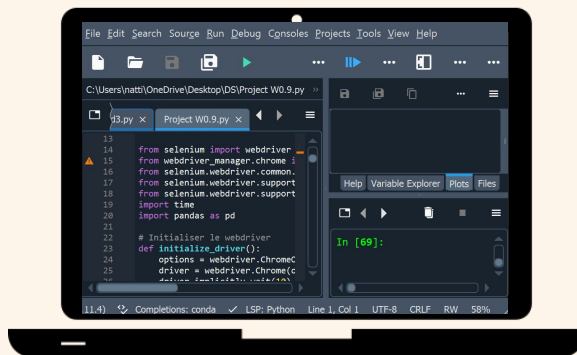 File Edit Search Source Run Debug Consoles Projects Tools View Help
C:\Users\natti\OneDrive\Desktop\DS\Project W0.9.py
d3.py Project W0.9.py
13
14 from selenium import webdriver
15 from webdriver_manager.chrome i
16 from selenium.webdriver.common.
17 from selenium.webdriver.support
18 from selenium.webdriver.support
19 import time
20 import pandas as pd
21
22 # Initialiser le webdriver
23 def initialize_driver():
24 options = webdriver.ChromeO
25 driver = webdriver.Chrome(o
driver.implicitly_wait(10)
Help Variable Explorer Plots Files
In [69]:
11.4) Completions: conda LSP: Python Line 1, Col 1 UTF-8 CRLF RW 58%